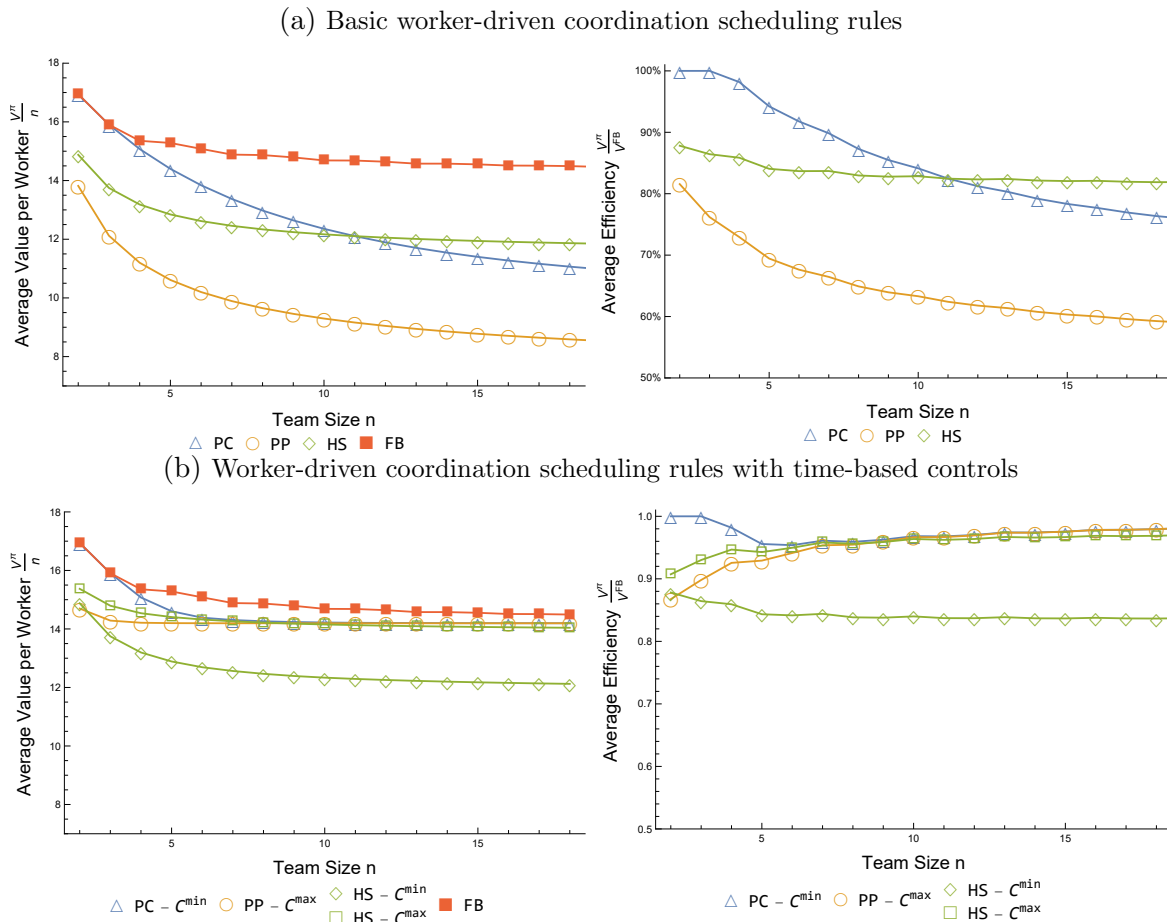 (a) Basic worker-driven coordination scheduling rules
18
16
14
12
10
8
5
10
15
Average Value per Worker V^π/n
Team Size n
PC PP HS FB
100%
90%
80%
70%
60%
50%
5
10
15
Average Efficiency V^π/V^FB
Team Size n
PC PP HS
(b) Worker-driven coordination scheduling rules with time-based controls
18
16
14
12
10
8
5
10
15
Average Value per Worker V^π/n
Team Size n
PC – C^min PP – C^max HS – C^min HS – C^max FB
1.0
0.9
0.8
0.7
0.6
0.5
5
10
15
Average Efficiency V^π/V^FB
Team Size n
PC – C^min PP – C^max HS – C^min HS – C^max